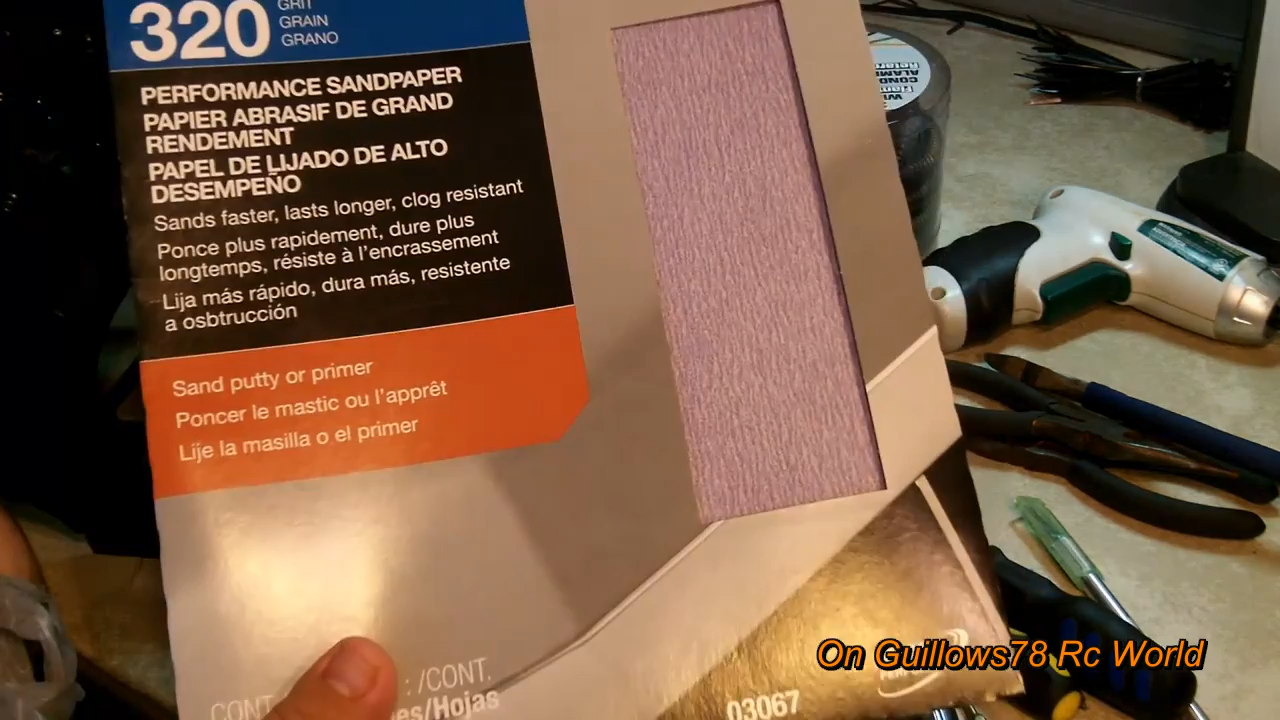 320
GRIT
GRAIN
GRANO
PERFORMANCE SANDPAPER
PAPIER ABRASIF DE GRAND
RENDEMENT
PAPEL DE LIJADO DE ALTO
DESEMPEÑO
Sands faster, lasts longer, clog resistant
Ponce plus rapidement, dure plus
longtemps, résiste à l'encrassement
Lija más rápido, dura más, resistente
a osbtrucción
Sand putty or primer
Poncer le mastic ou l'apprêt
Lije la masilla o el primer
CONT : /CONT.
es/Hojas
03067
On Guillows78 Rc World